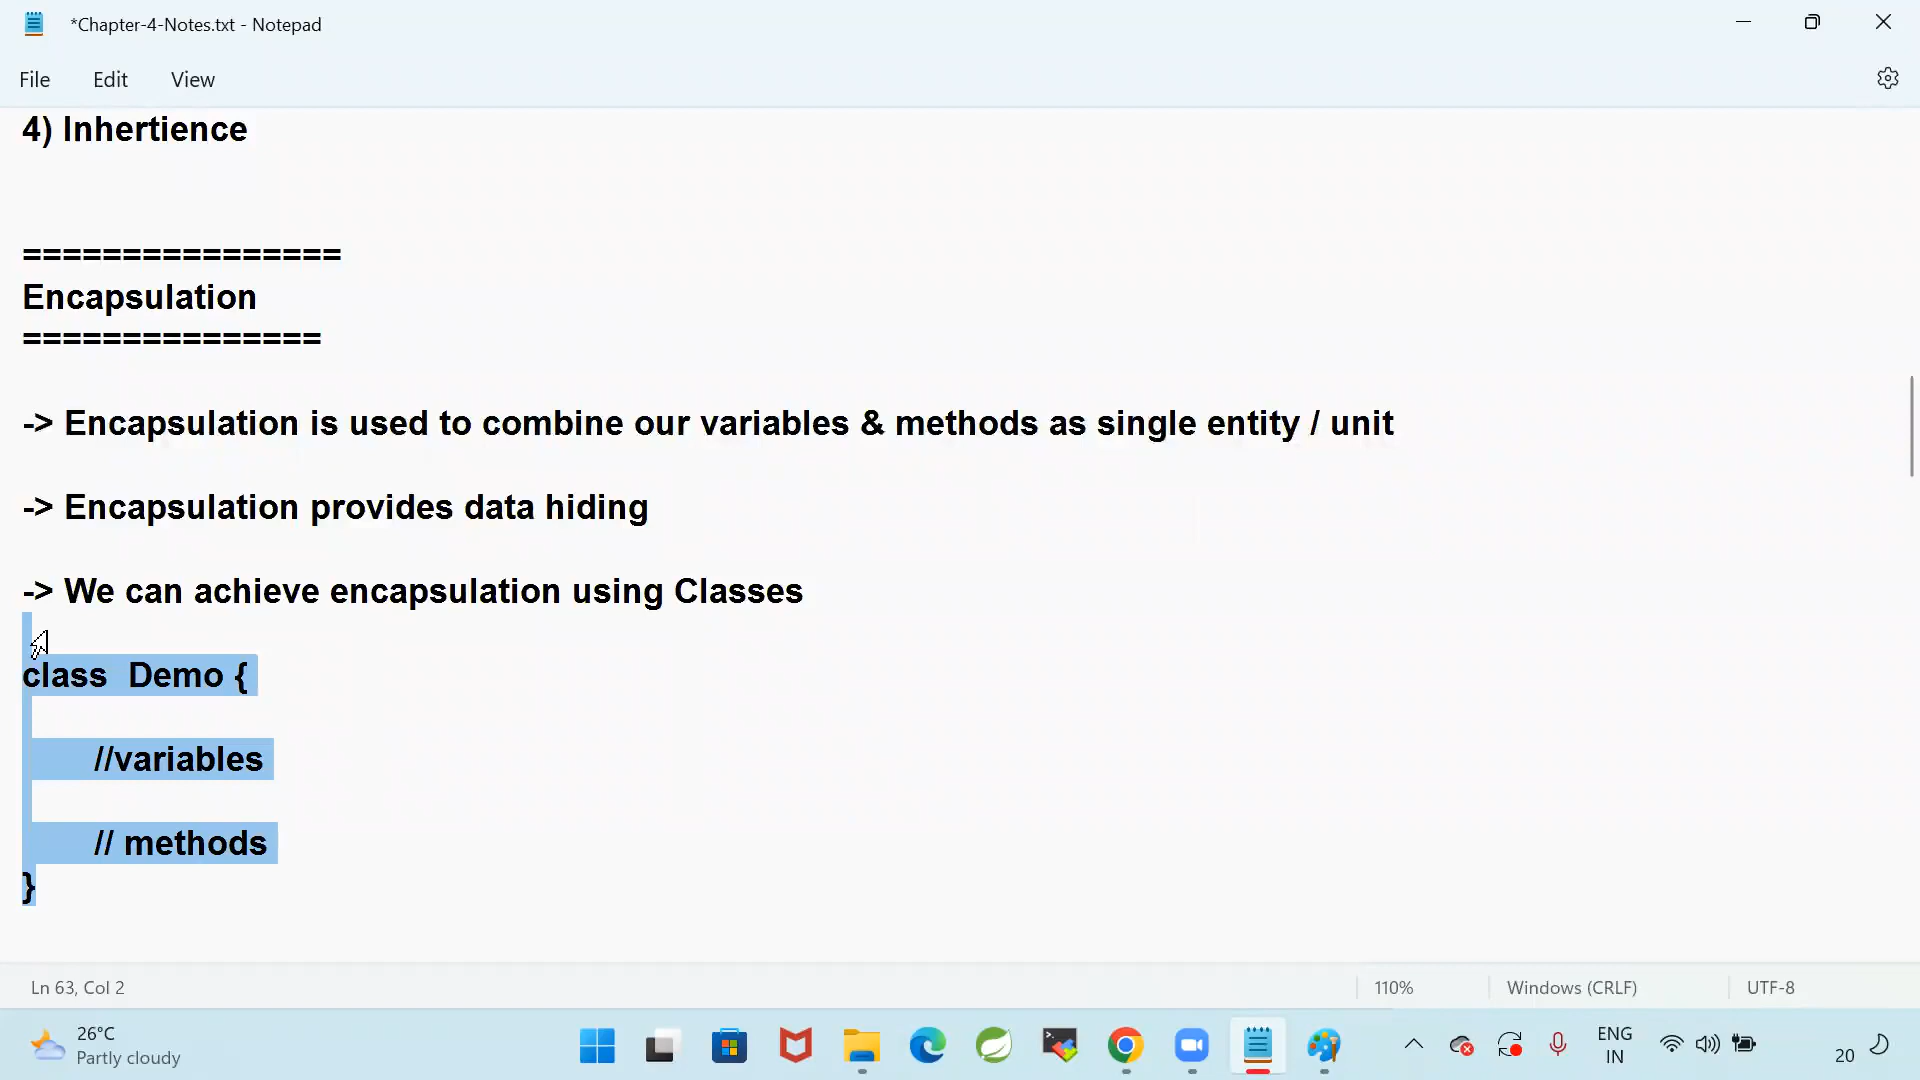 *Chapter-4-Notes.txt - Notepad
File Edit View
4) Inhertience
================
Encapsulation
===============
-> Encapsulation is used to combine our variables & methods as single entity / unit
-> Encapsulation provides data hiding
-> We can achieve encapsulation using Classes
class  Demo {
//variables
// methods
}
Ln 63, Col 2 110% Windows (CRLF) UTF-8
26°C
Partly cloudy
ENG
IN
20